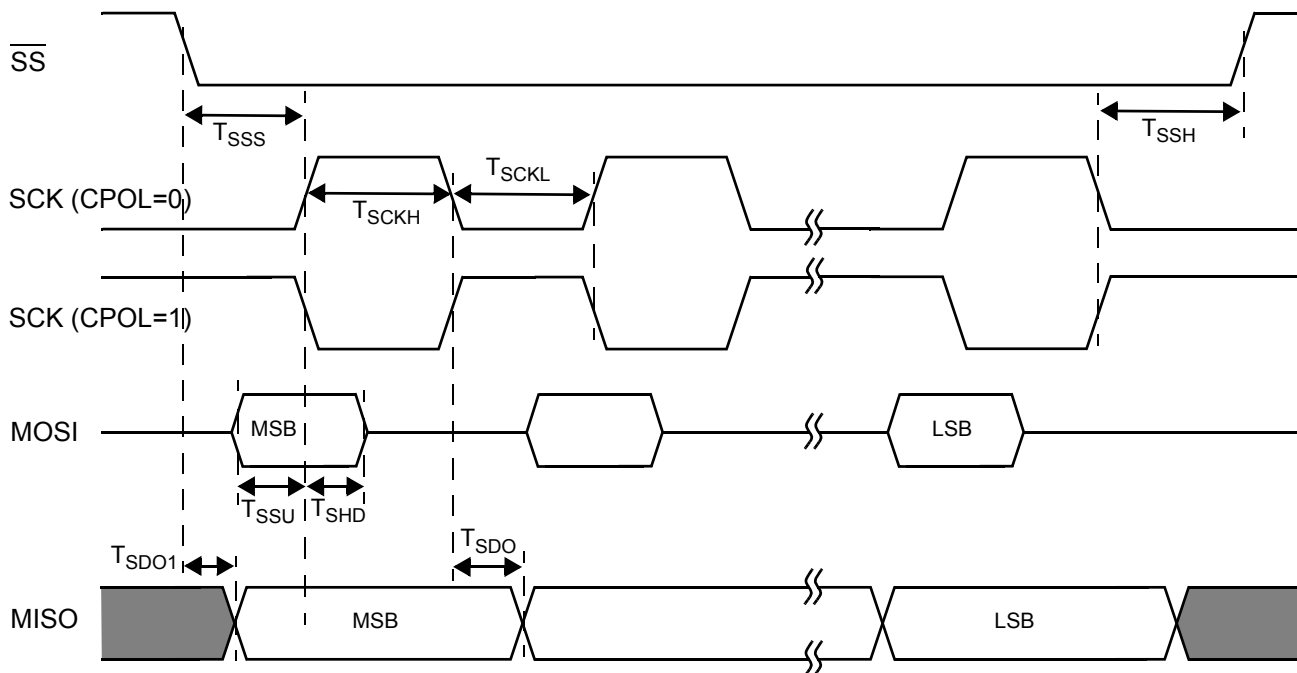 SS
TSSS
TSSH
SCK (CPOL=0)
TSCKH
TSCKL
SCK (CPOL=1)
MOSI
MSB
LSB
TSSU
TSHD
TSDO1
TSDO
MISO
MSB
LSB